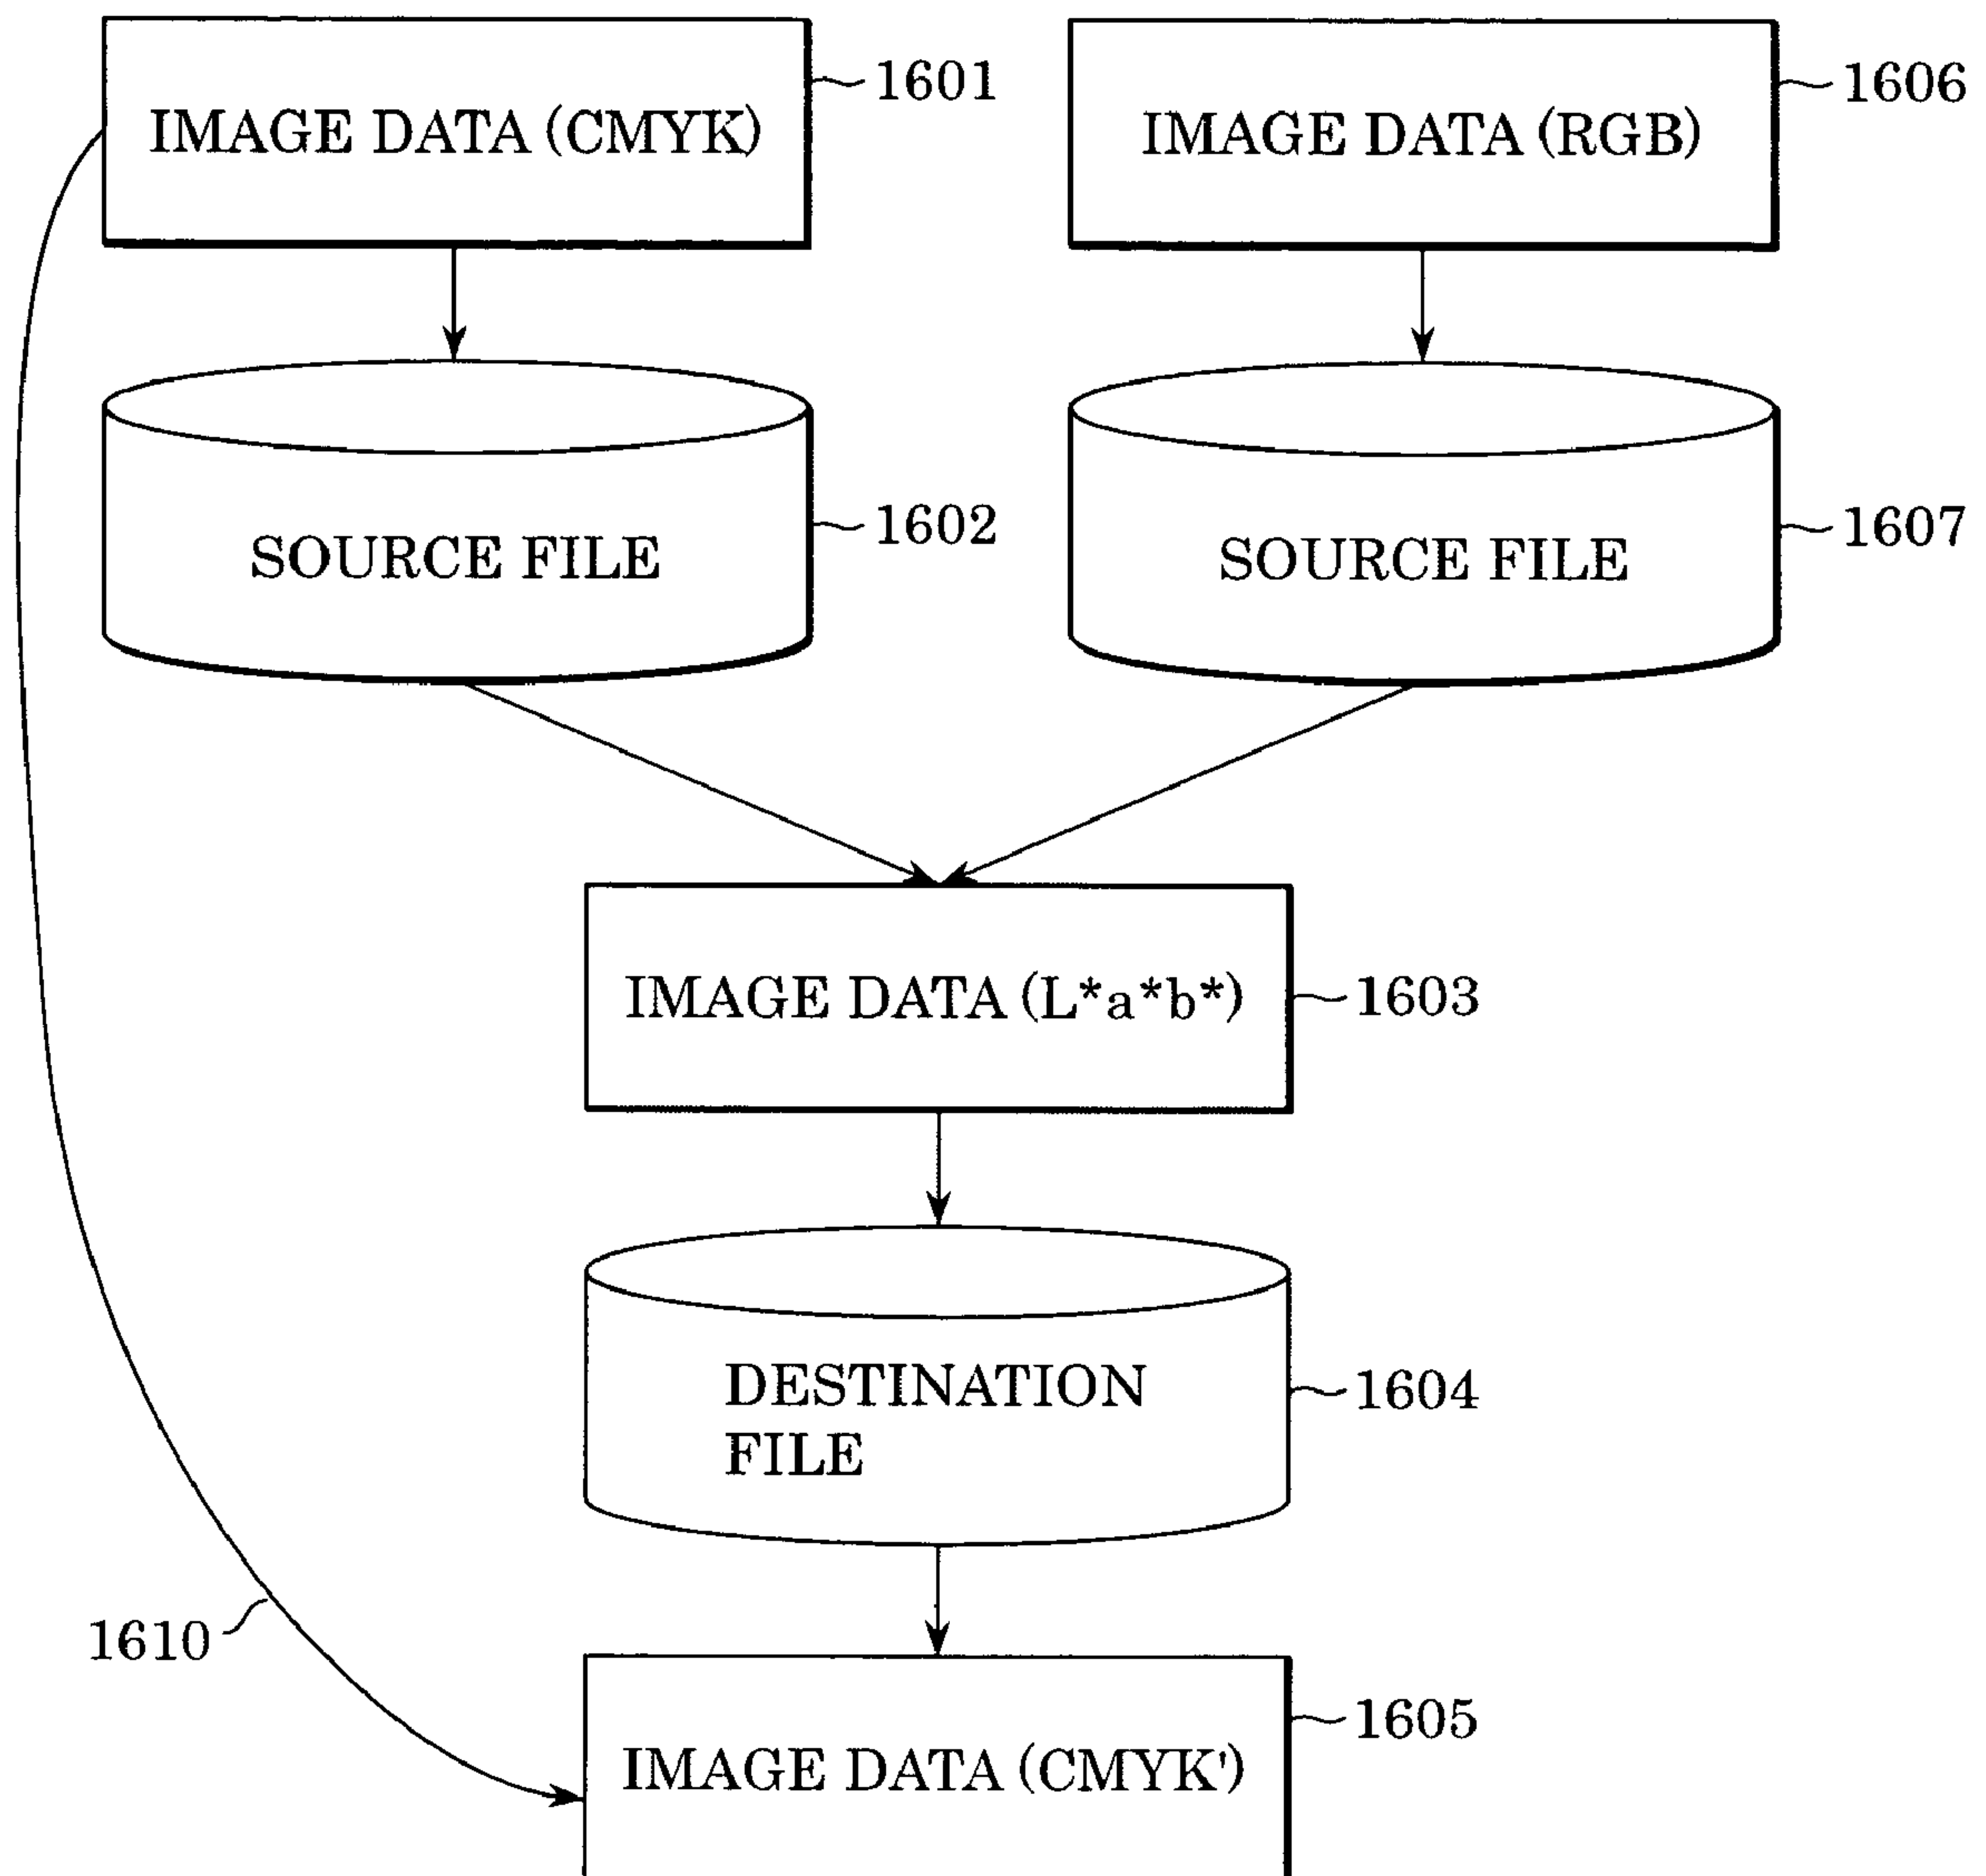 IMAGE DATA (CMYK)
1601
IMAGE DATA (RGB)
1606
SOURCE FILE
1602
SOURCE FILE
1607
IMAGE DATA (L*a*b*)
1603
DESTINATION
FILE
1604
1610
IMAGE DATA (CMYK')
1605